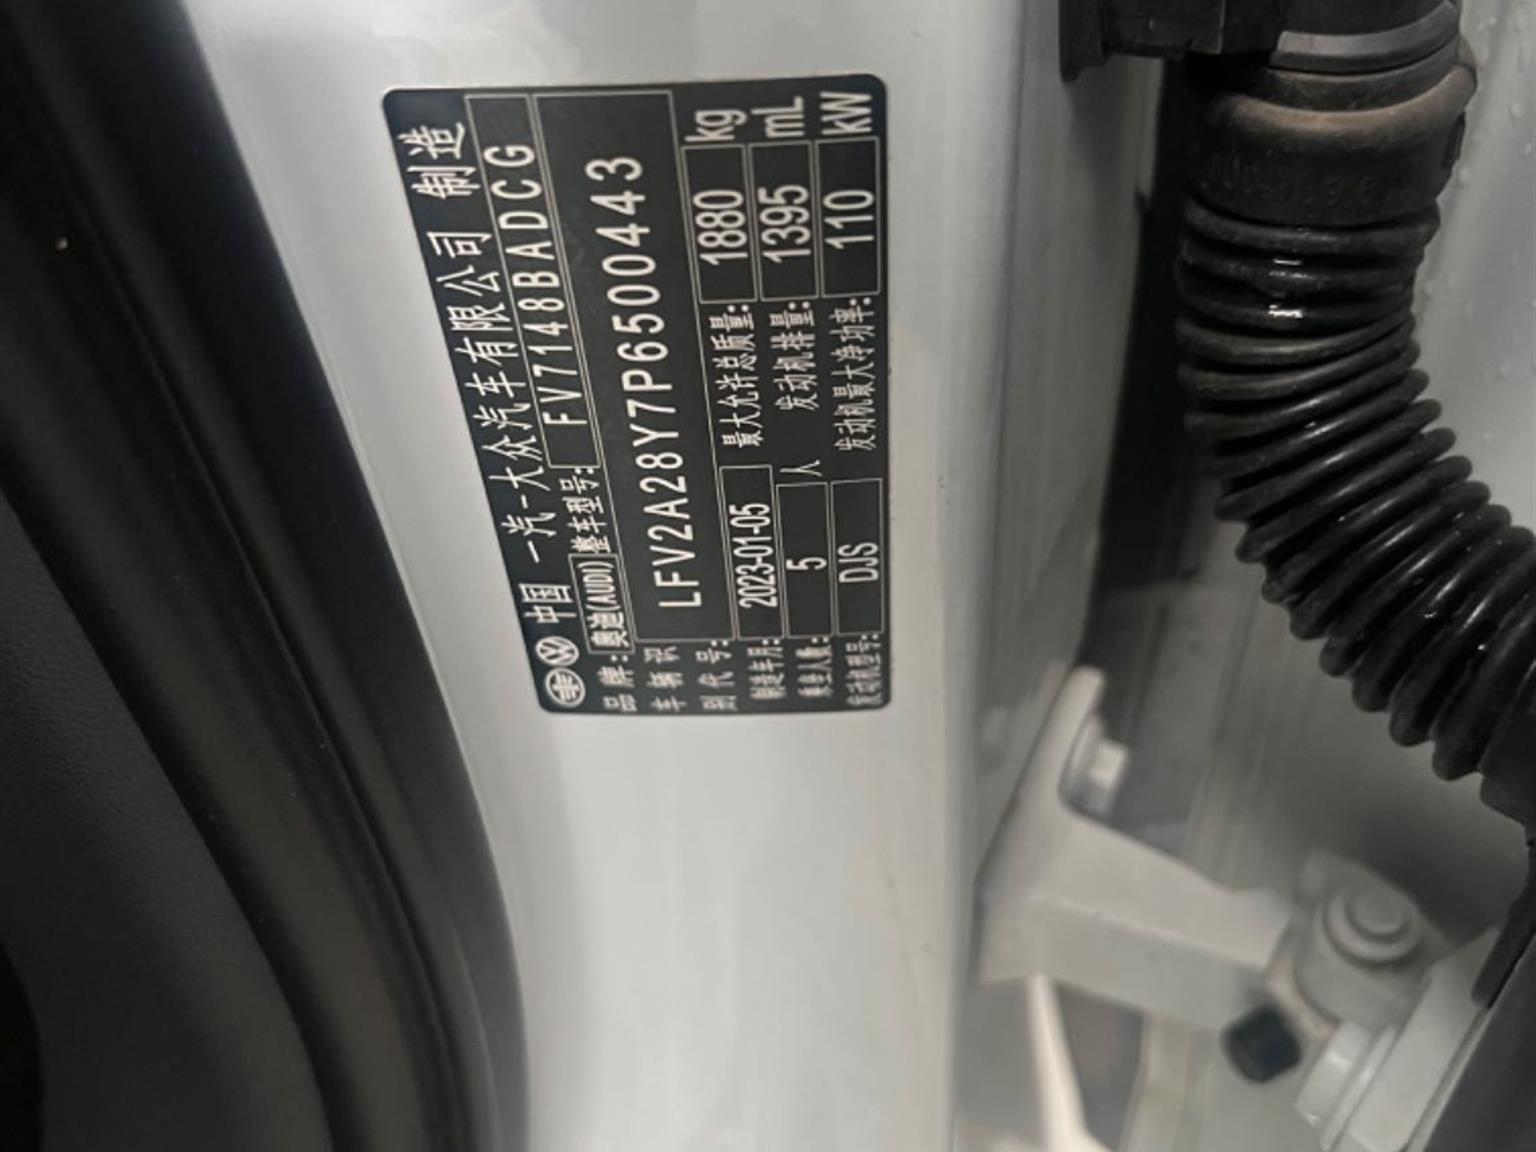 中国 一汽-大众汽车有限公司 制造
品牌: 奥迪(AUDI) 整车型号: FV7148BADCG
车辆识别代号: LFV2A28Y7P6500443
制造年月: 2023-01-05 最大允许总质量: 1880 kg
乘坐人数: 5 人 发动机排量: 1395 mL
发动机型号: DJS 发动机最大净功率: 110 kW